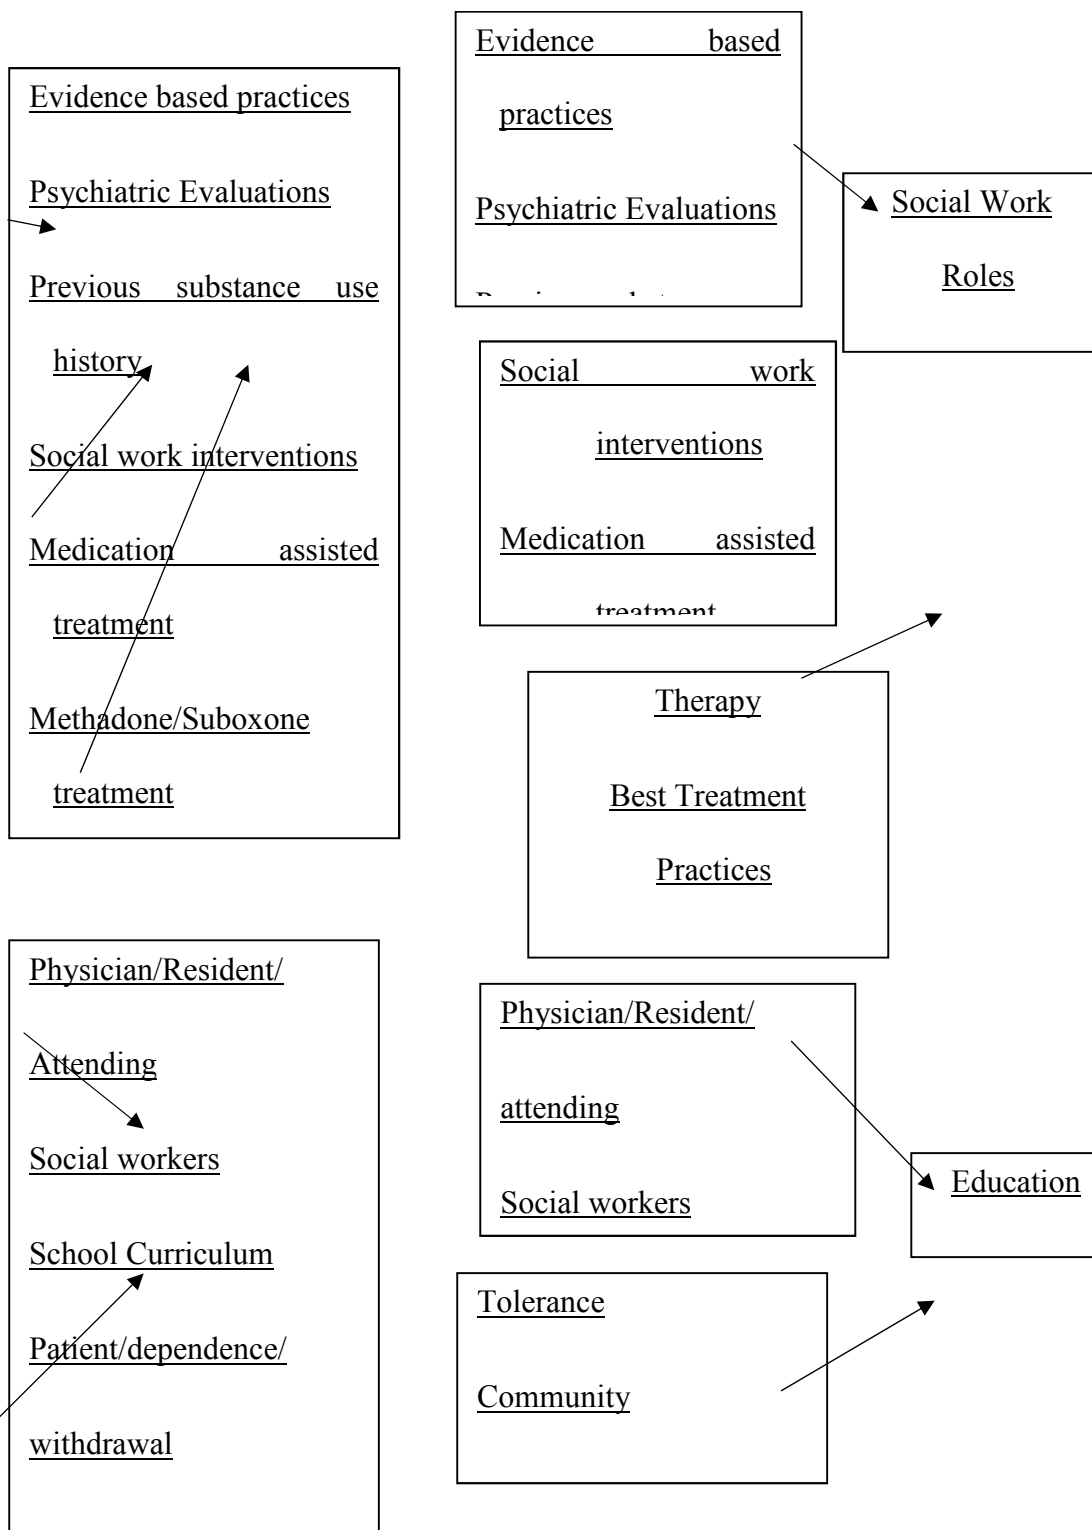 Evidence based practices
Psychiatric Evaluations
Previous substance use
history
Social work interventions
Medication assisted
treatment
Methadone/Suboxone
treatment
Physician/Resident/
Attending
Social workers
School Curriculum
Patient/dependence/
withdrawal
Evidence based
practices
Psychiatric Evaluations
Social work
interventions
Medication assisted
treatment
Therapy
Best Treatment
Practices
Physician/Resident/
attending
Social workers
Tolerance
Community
Social Work
Roles
Education